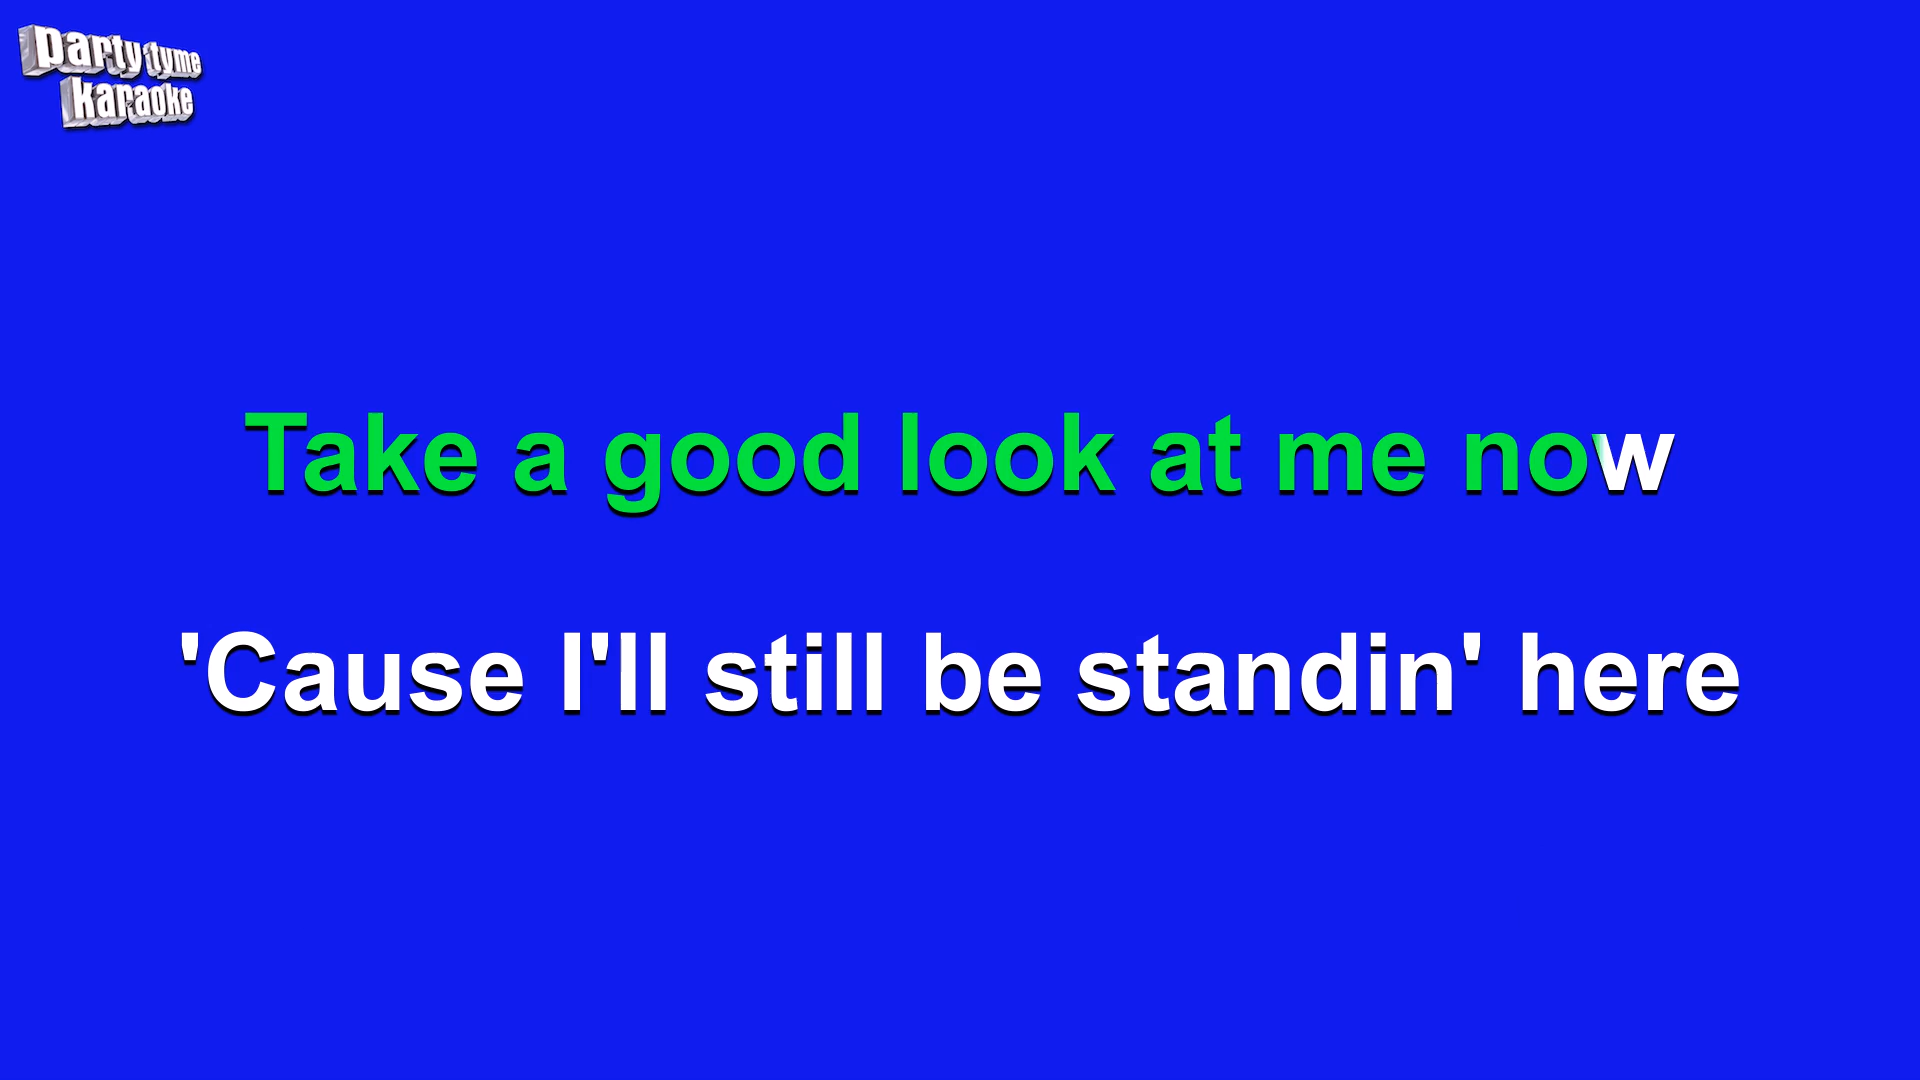 party tyme
karaoke
Take a good look at me now
'Cause I'll still be standin' here